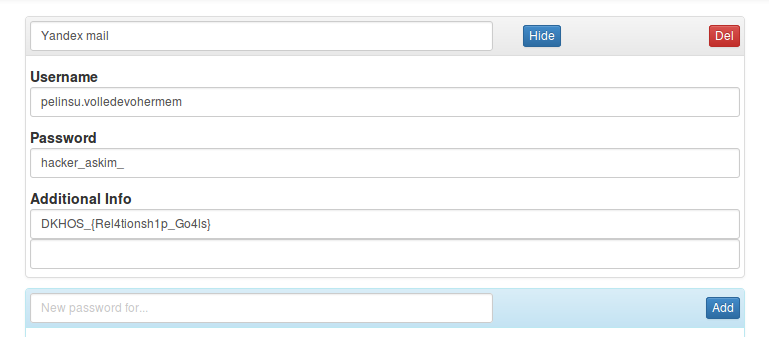 Yandex mail
Hide
Del
Username
pelinsu.volledevohermem
Password
hacker_askim_
Additional Info
DKHOS_{Rel4tionsh1p_Go4ls}
New password for...
Add